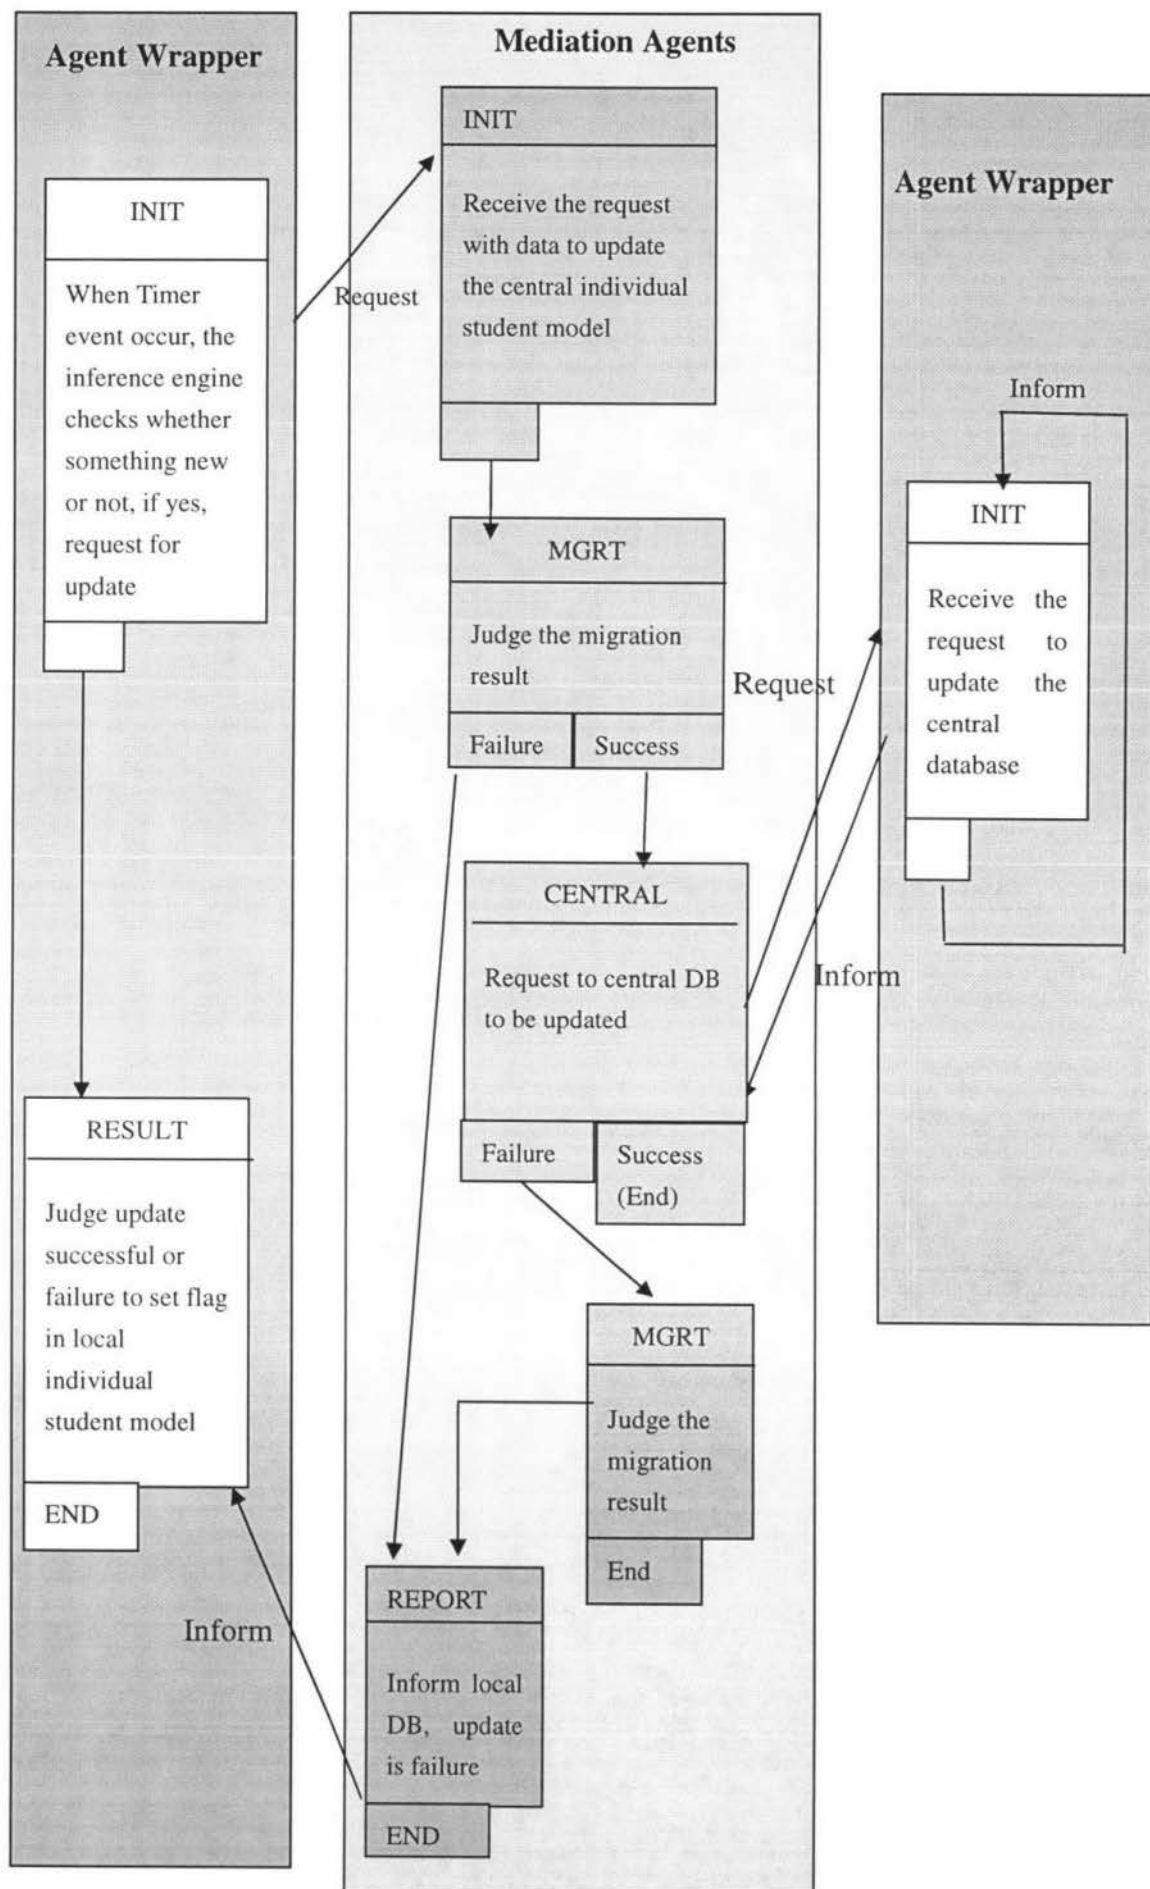 Agent Wrapper
INIT
When Timer
event occur, the
inference engine
checks whether
something new
or not, if yes,
request for
update
RESULT
Judge update
successful or
failure to set flag
in local
individual
student model
END
Inform
Request
Mediation Agents
INIT
Receive the request
with data to update
the central individual
student model
MGRT
Judge the migration
result
Failure
Success
CENTRAL
Request to central DB
to be updated
Failure
Success
(End)
MGRT
Judge the
migration
result
End
REPORT
Inform local
DB, update
is failure
END
Request
Inform
Agent Wrapper
Inform
INIT
Receive the
request to
update the
central
database